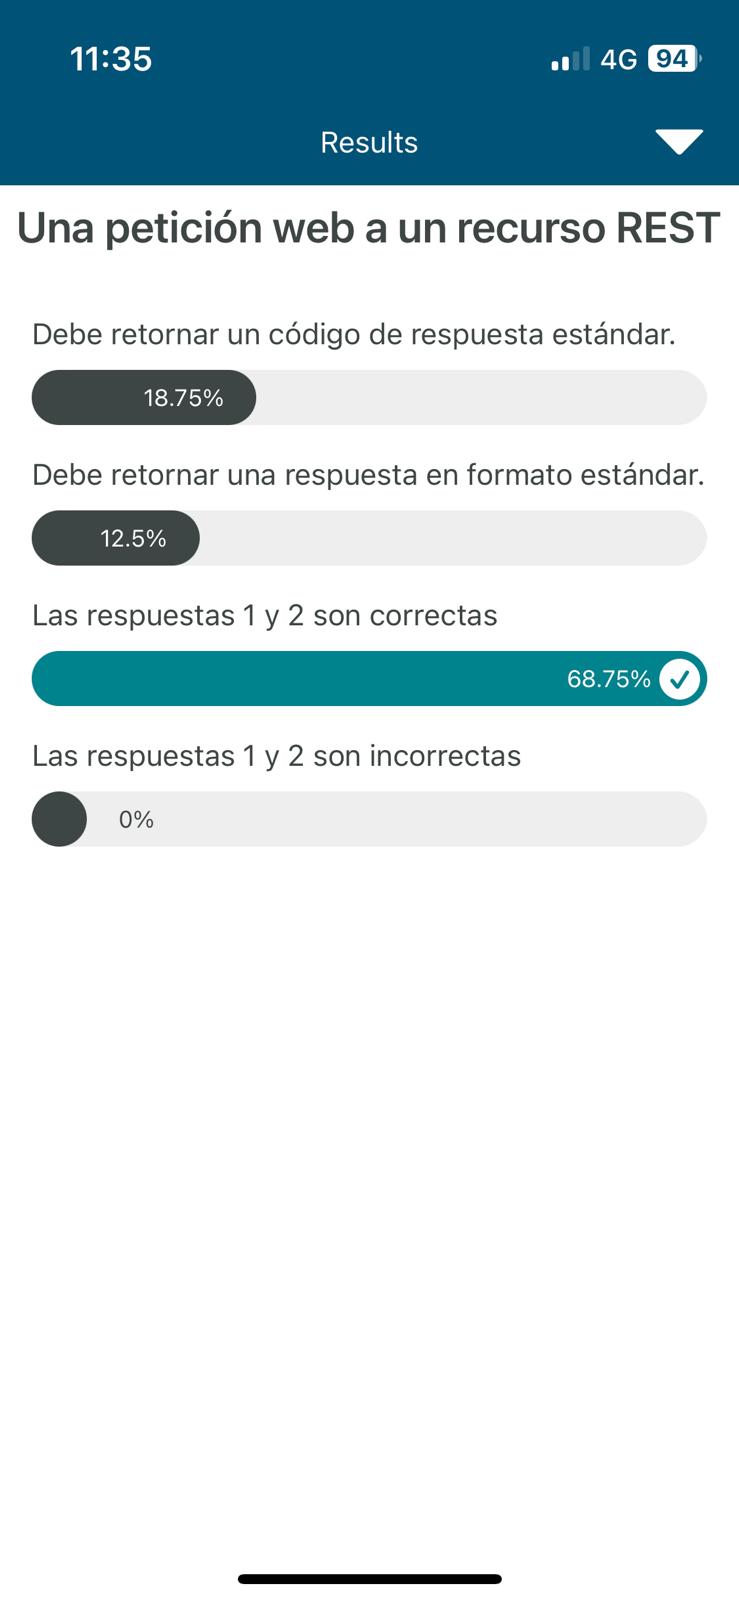 11:35
4G 94
Results
Una petición web a un recurso REST
Debe retornar un código de respuesta estándar.
18.75%
Debe retornar una respuesta en formato estándar.
12.5%
Las respuestas 1 y 2 son correctas
68.75%
Las respuestas 1 y 2 son incorrectas
0%